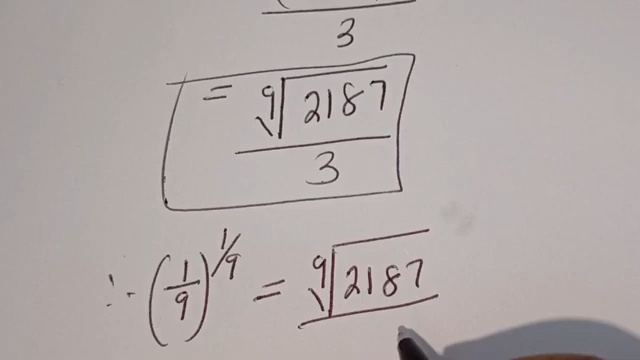 3
= ⁹√2187 / 3
∴ (1/9)^1/9 = ⁹√2187